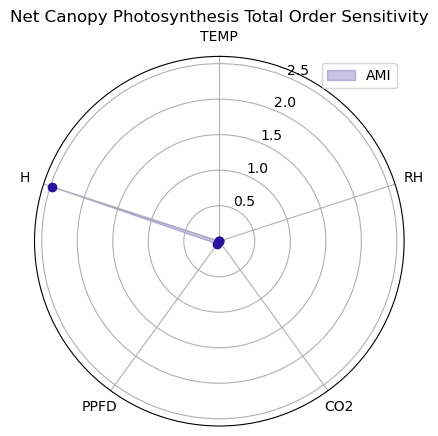 Net Canopy Photosynthesis Total Order Sensitivity
TEMP
2.5
AMI
2.0
1.5
H
1.0
RH
0.5
PPFD
CO2